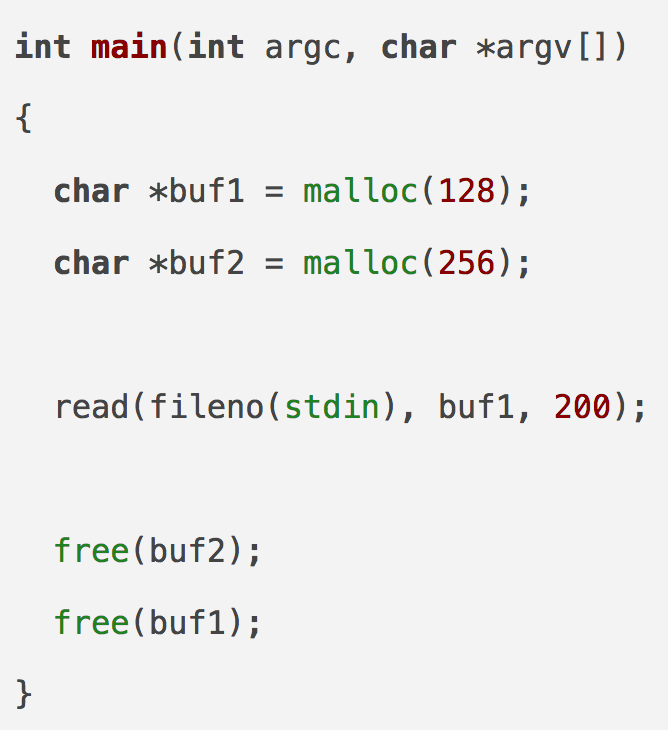 int main(int argc, char *argv[])
{
char *buf1 = malloc(128);
char *buf2 = malloc(256);
read(fileno(stdin), buf1, 200);
free(buf2);
free(buf1);
}